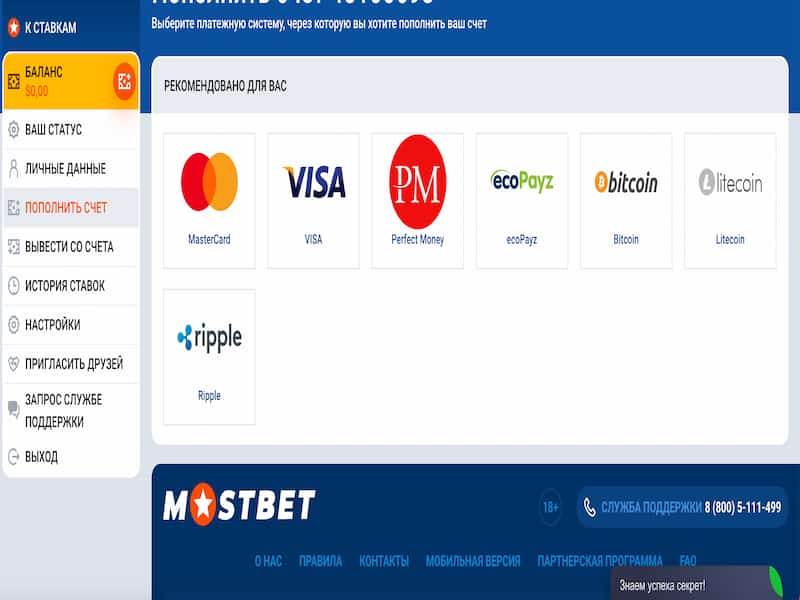 К СТАВКАМ
Выберите платежную систему, через которую вы хотите пополнить ваш счет
БАЛАНС
$0,00
ВАШ СТАТУС
ЛИЧНЫЕ ДАННЫЕ
ПОПОЛНИТЬ СЧЕТ
ВЫВЕСТИ СО СЧЕТА
ИСТОРИЯ СТАВОК
НАСТРОЙКИ
ПРИГЛАСИТЬ ДРУЗЕЙ
ЗАПРОС СЛУЖБЕ
ПОДДЕРЖКИ
ВЫХОД
РЕКОМЕНДОВАНО ДЛЯ ВАС
MasterCard
VISA
VISA
PM
Perfect Money
ecoPayz
ecoPayz
bitcoin
Bitcoin
litecoin
Litecoin
ripple
Ripple
MOSTBET
18+
СЛУЖБА ПОДДЕРЖКИ 8 (800) 5-111-499
О НАС ПРАВИЛА КОНТАКТЫ МОБИЛЬНАЯ ВЕРСИЯ ПАРТНЕРСКАЯ ПРОГРАММА FAQ
Знаем успеха секрет!